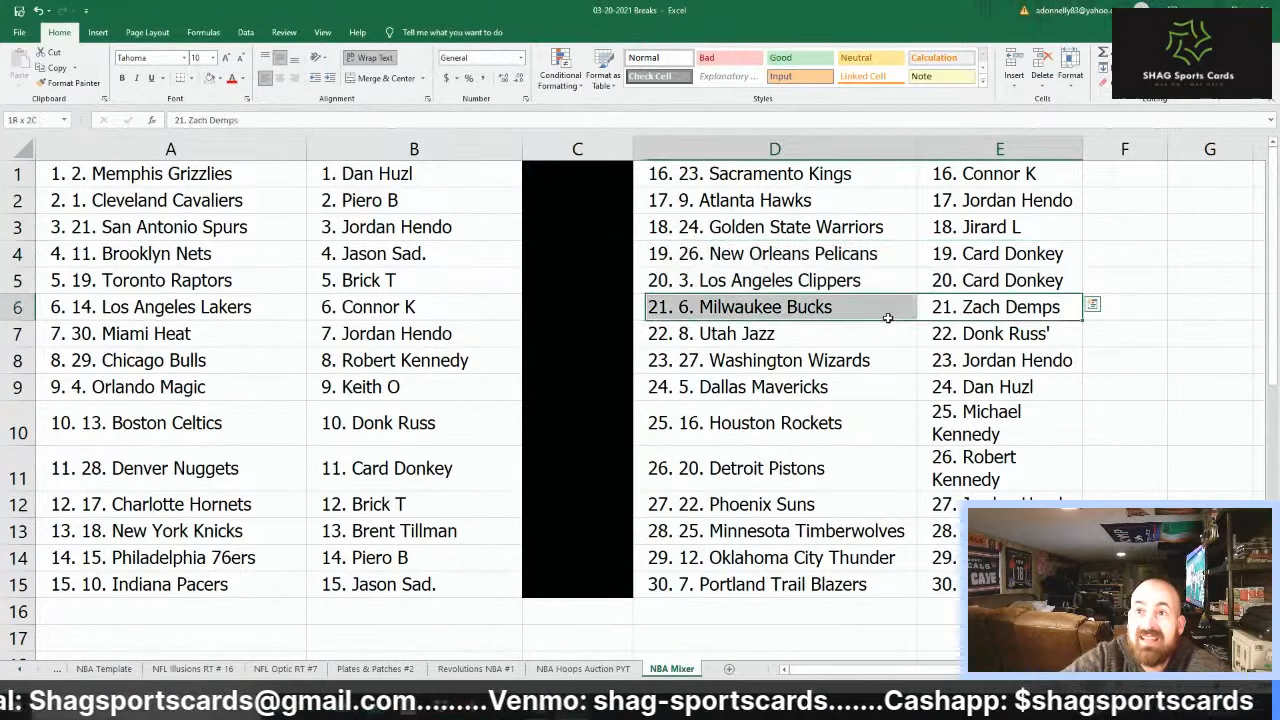 03-20-2021 Breaks - Excel
adonnelly83@yahoo.c
File Home Insert Page Layout Formulas Data Review View Help Tell me what you want to do
SHAG Sports Cards
Cut
Copy
Format Painter
Paste
Clipboard
Tahoma 10
B I U
Font
Wrap Text
Merge & Center
Alignment
General
Number
Conditional Formatting
Format as Table
Normal Bad Good Neutral Calculation
Check Cell Explanatory ... Input Linked Cell Note
Styles
Insert Delete Format
Cells
1R x 2C
21. Zach Demps
A B C D E F G
1 1. 2. Memphis Grizzlies 1. Dan Huzl 16. 23. Sacramento Kings 16. Connor K
2 2. 1. Cleveland Cavaliers 2. Piero B 17. 9. Atlanta Hawks 17. Jordan Hendo
3 3. 21. San Antonio Spurs 3. Jordan Hendo 18. 24. Golden State Warriors 18. Jirard L
4 4. 11. Brooklyn Nets 4. Jason Sad. 19. 26. New Orleans Pelicans 19. Card Donkey
5 5. 19. Toronto Raptors 5. Brick T 20. 3. Los Angeles Clippers 20. Card Donkey
6 6. 14. Los Angeles Lakers 6. Connor K 21. 6. Milwaukee Bucks 21. Zach Demps
7 7. 30. Miami Heat 7. Jordan Hendo 22. 8. Utah Jazz 22. Donk Russ'
8 8. 29. Chicago Bulls 8. Robert Kennedy 23. 27. Washington Wizards 23. Jordan Hendo
9 9. 4. Orlando Magic 9. Keith O 24. 5. Dallas Mavericks 24. Dan Huzl
10 10. 13. Boston Celtics 10. Donk Russ 25. 16. Houston Rockets 25. Michael Kennedy
11 11. 28. Denver Nuggets 11. Card Donkey 26. 20. Detroit Pistons 26. Robert Kennedy
12 12. 17. Charlotte Hornets 12. Brick T 27. 22. Phoenix Suns 27.
13 13. 18. New York Knicks 13. Brent Tillman 28. 25. Minnesota Timberwolves 28.
14 14. 15. Philadelphia 76ers 14. Piero B 29. 12. Oklahoma City Thunder 29.
15 15. 10. Indiana Pacers 15. Jason Sad. 30. 7. Portland Trail Blazers 30.
16
17
... NBA Template NFL Illusions RT # 16 NFL Optic RT #7 Plates & Patches #2 Revolutions NBA #1 NBA Hoops Auction PYT NBA Mixer
al: Shagsportscards@gmail.com.........Venmo: shag-sportscards.......Cashapp: $shagsportscards